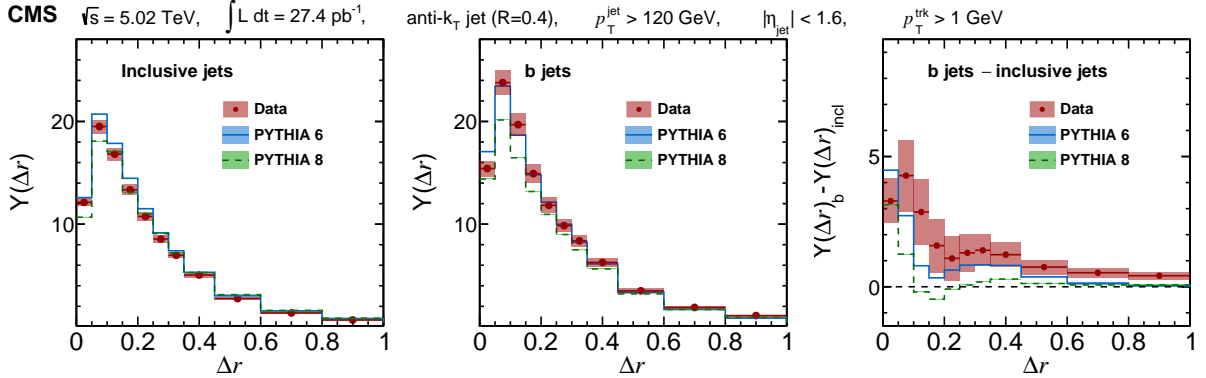 CMS √s = 5.02 TeV, ∫ L dt = 27.4 pb⁻¹, anti-k_T jet (R=0.4), p_T^jet > 120 GeV, |η_jet| < 1.6, p_T^trk > 1 GeV
Inclusive jets
Data
PYTHIA 6
PYTHIA 8
Y(Δr)
20
10
0 0.2 0.4 0.6 0.8 1
Δr
b jets
Data
PYTHIA 6
PYTHIA 8
Y(Δr)
20
10
0 0.2 0.4 0.6 0.8 1
Δr
b jets – inclusive jets
Data
PYTHIA 6
PYTHIA 8
Y(Δr)_b - Y(Δr)_incl
5
0
0 0.2 0.4 0.6 0.8 1
Δr